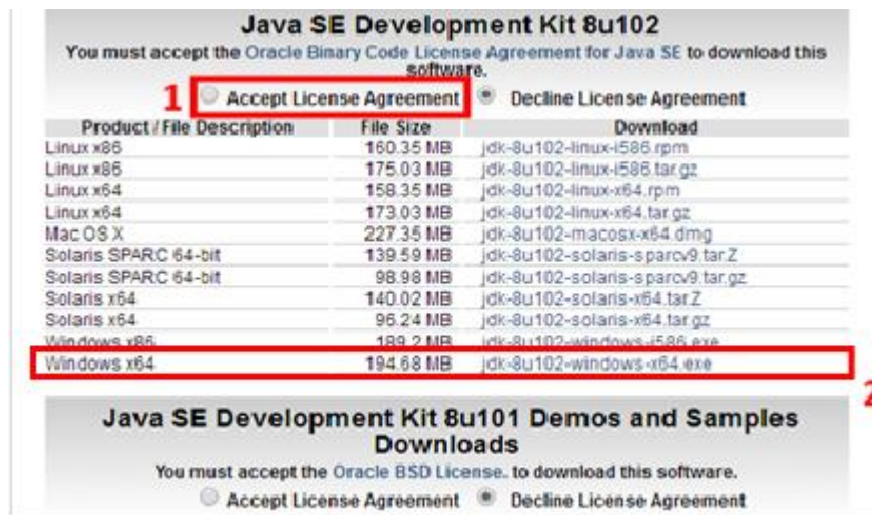 Java SE Development Kit 8u102
You must accept the Oracle Binary Code License Agreement for Java SE to download this
software.
1 Accept License Agreement Decline License Agreement
Product / File Description File Size Download
Linux x86 160.35 MB jdk-8u102-linux-i586.rpm
Linux x86 175.03 MB jdk-8u102-linux-i586.tar.gz
Linux x64 158.35 MB jdk-8u102-linux-x64.rpm
Linux x64 173.03 MB jdk-8u102-linux-x64.tar.gz
Mac OS X 227.35 MB jdk-8u102-macosx-x64.dmg
Solaris SPARC 64-bit 139.59 MB jdk-8u102-solaris-sparcv9.tar.Z
Solaris SPARC 64-bit 98.98 MB jdk-8u102-solaris-sparcv9.tar.gz
Solaris x64 140.02 MB jdk-8u102-solaris-x64.tar.Z
Solaris x64 96.24 MB jdk-8u102-solaris-x64.tar.gz
Windows x86 189.2 MB jdk-8u102-windows-i586.exe
Windows x64 194.68 MB jdk-8u102-windows-x64.exe
2
Java SE Development Kit 8u101 Demos and Samples
Downloads
You must accept the Oracle BSD License. to download this software.
Accept License Agreement Decline License Agreement